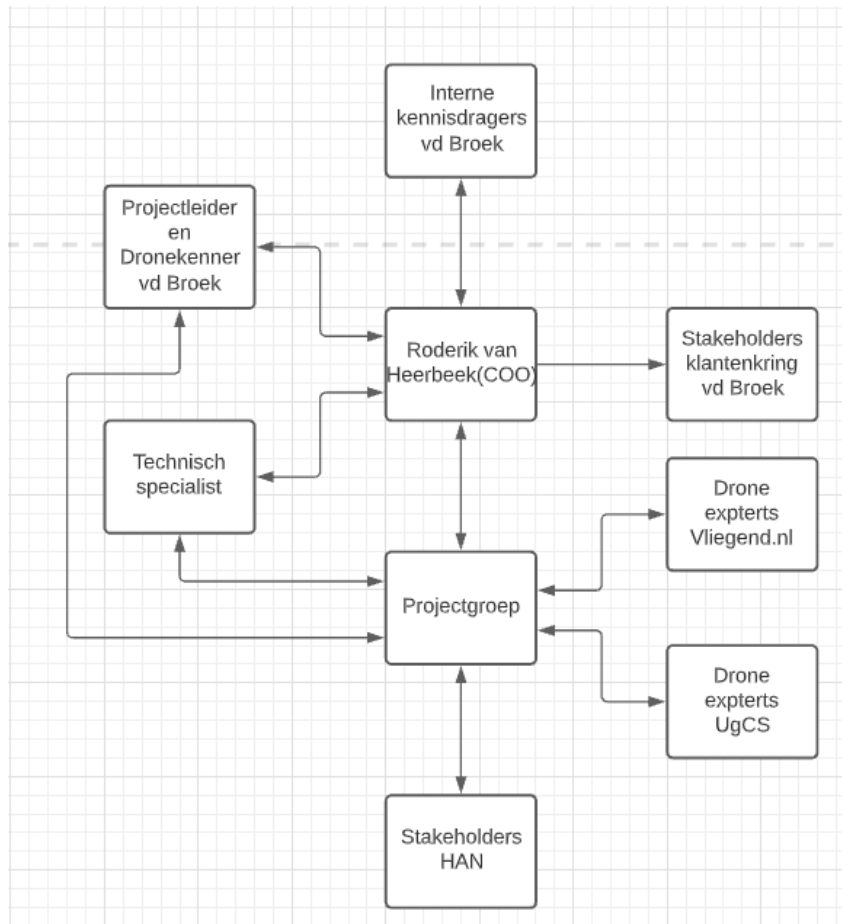 Interne
kennisdragers
vd Broek
Projectleider
en
Dronekenner
vd Broek
Roderik van
Heerbeek(COO)
Stakeholders
klantenkring
vd Broek
Technisch
specialist
Drone
expterts
Vliegend.nl
Projectgroep
Drone
expterts
UgCS
Stakeholders
HAN